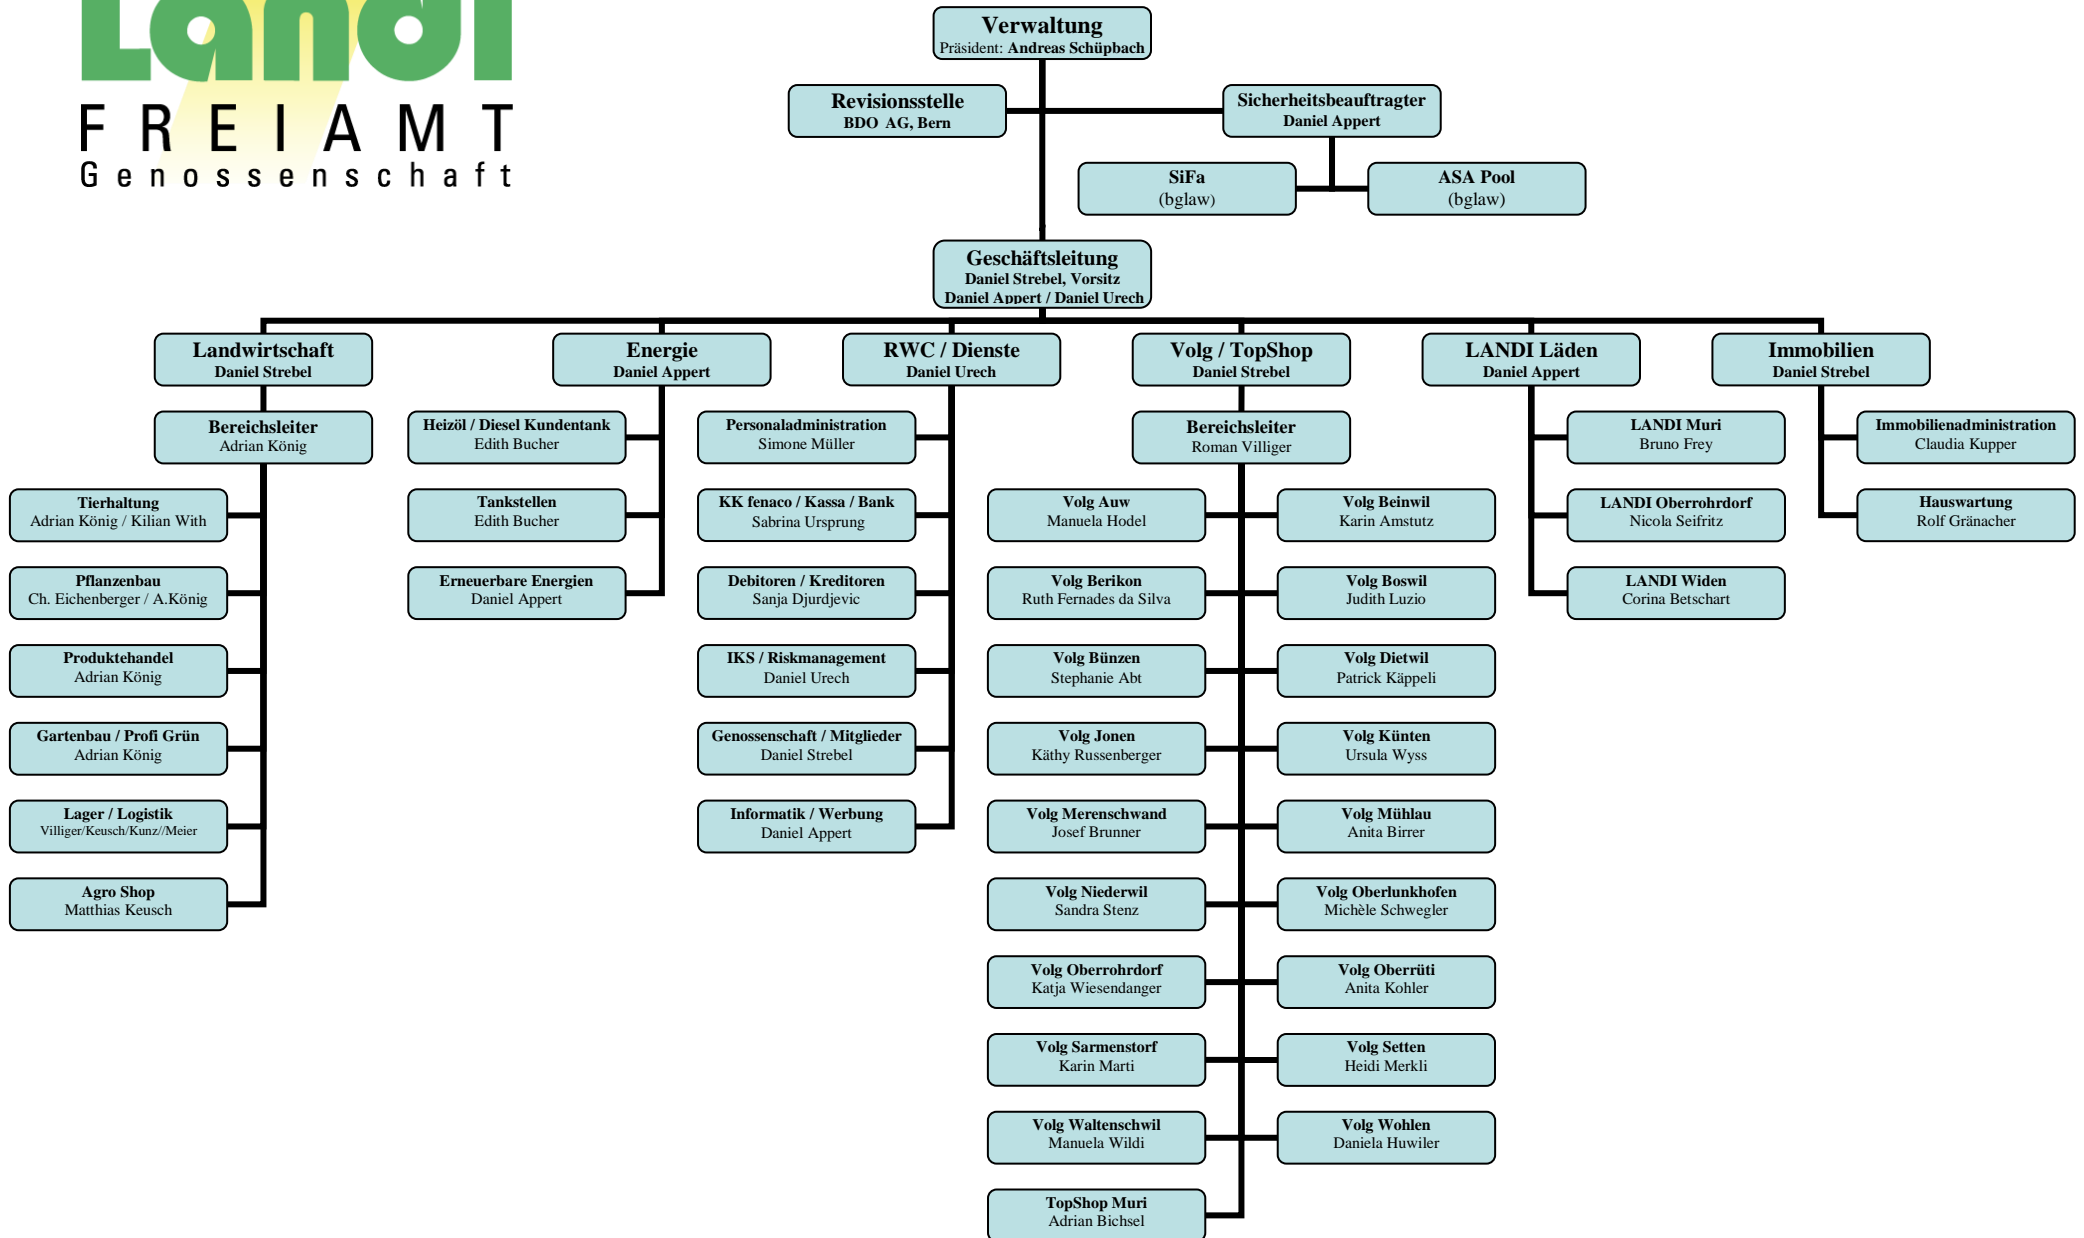 Landi
FREIAMT
Genossenschaft
Verwaltung
Präsident: Andreas Schüpbach
Revisionsstelle
BDO AG, Bern
Sicherheitsbeauftragter
Daniel Appert
SiFa
(bglaw)
ASA Pool
(bglaw)
Geschäftsleitung
Daniel Strebel, Vorsitz
Daniel Appert / Daniel Urech
Landwirtschaft
Daniel Strebel
Bereichsleiter
Adrian König
Tierhaltung
Adrian König / Kilian With
Pflanzenbau
Ch. Eichenberger / A.König
Produktehandel
Adrian König
Gartenbau / Profi Grün
Adrian König
Lager / Logistik
Villiger/Keusch/Kunz//Meier
Agro Shop
Matthias Keusch
Energie
Daniel Appert
Heizöl / Diesel Kundentank
Edith Bucher
Tankstellen
Edith Bucher
Erneuerbare Energien
Daniel Appert
RWC / Dienste
Daniel Urech
Personaladministration
Simone Müller
KK fenaco / Kassa / Bank
Sabrina Ursprung
Debitoren / Kreditoren
Sanja Djurdjevic
IKS / Riskmanagement
Daniel Urech
Genossenschaft / Mitglieder
Daniel Strebel
Informatik / Werbung
Daniel Appert
Volg / TopShop
Daniel Strebel
Bereichsleiter
Roman Villiger
Volg Auw
Manuela Hodel
Volg Beinwil
Karin Amstutz
Volg Berikon
Ruth Fernades da Silva
Volg Boswil
Judith Luzio
Volg Bünzen
Stephanie Abt
Volg Dietwil
Patrick Käppeli
Volg Jonen
Käthy Russenberger
Volg Künten
Ursula Wyss
Volg Merenschwand
Josef Brunner
Volg Mühlau
Anita Birrer
Volg Niederwil
Sandra Stenz
Volg Oberlunkhofen
Michèle Schwegler
Volg Oberrohrdorf
Katja Wiesendanger
Volg Oberrüti
Anita Kohler
Volg Sarmenstorf
Karin Marti
Volg Setten
Heidi Merkli
Volg Waltenschwil
Manuela Wildi
Volg Wohlen
Daniela Huwiler
TopShop Muri
Adrian Bichsel
LANDI Läden
Daniel Appert
LANDI Muri
Bruno Frey
LANDI Oberrohrdorf
Nicola Seifritz
LANDI Widen
Corina Betschart
Immobilien
Daniel Strebel
Immobilienadministration
Claudia Kupper
Hauswartung
Rolf Gränacher